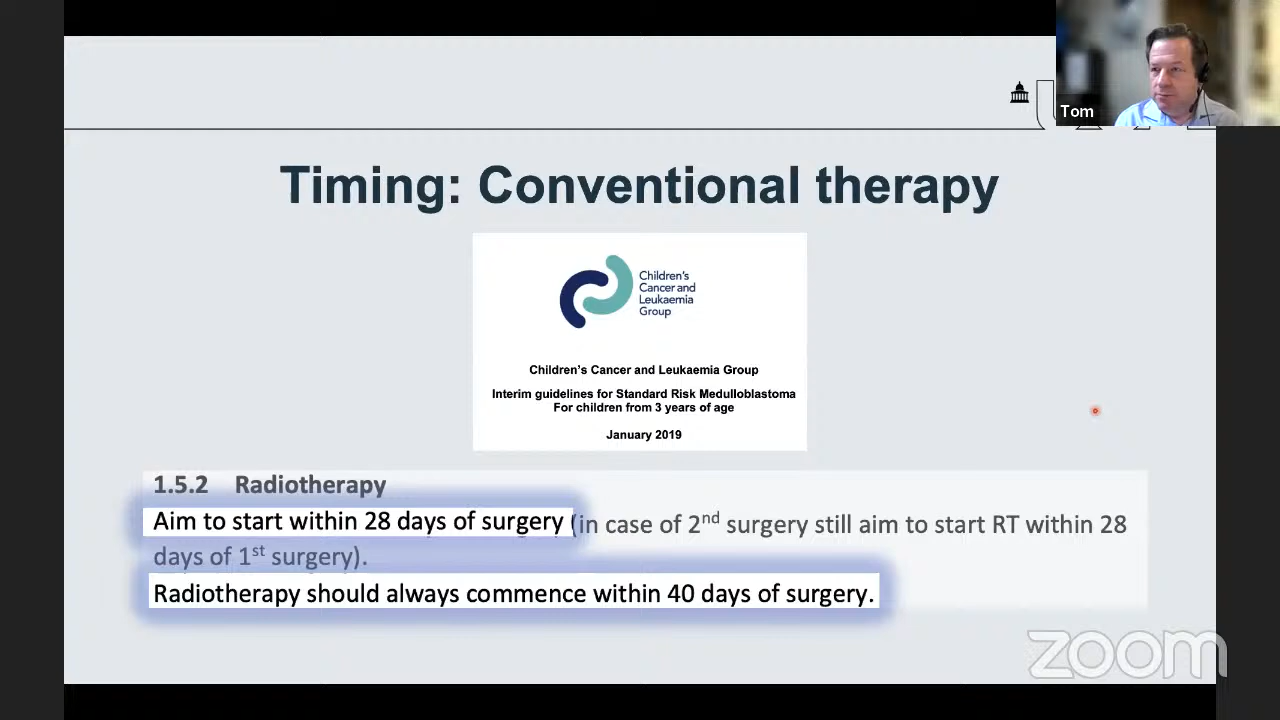 Tom
Timing: Conventional therapy
Children's
Cancer and
Leukaemia
Group
Children's Cancer and Leukaemia Group
Interim guidelines for Standard Risk Medulloblastoma
For children from 3 years of age
January 2019
1.5.2 Radiotherapy
Aim to start within 28 days of surgery (in case of 2nd surgery still aim to start RT within 28
days of 1st surgery).
Radiotherapy should always commence within 40 days of surgery.
zoom